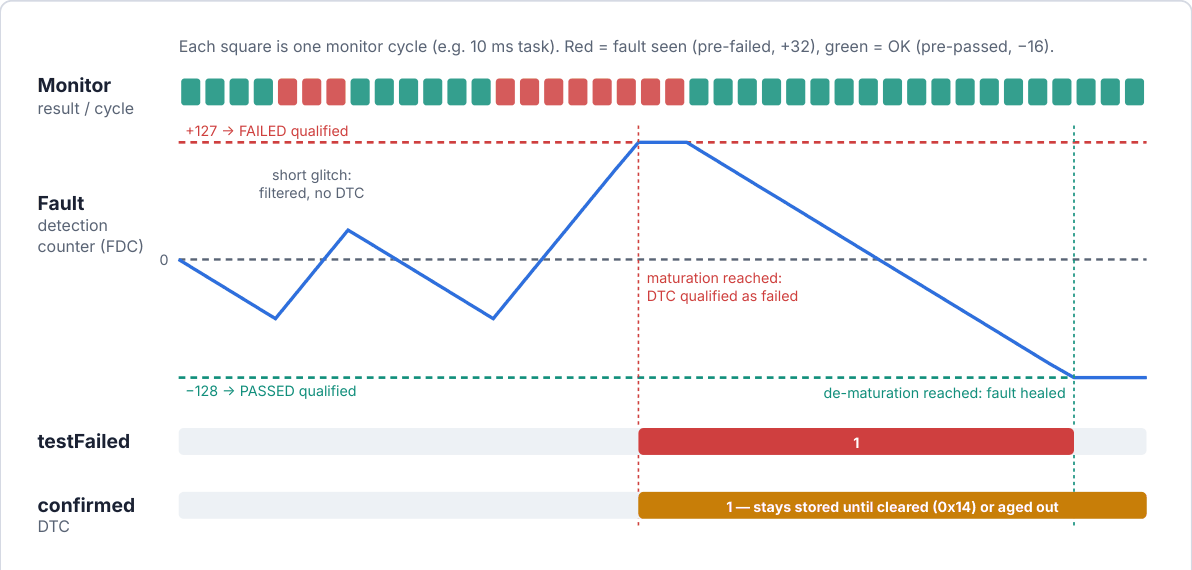 Each square is one monitor cycle (e.g. 10 ms task). Red = fault seen (pre-failed, +32), green = OK (pre-passed, −16).
Monitor
result / cycle
+127 → FAILED qualified
short glitch:
filtered, no DTC
Fault
detection
counter (FDC)
0
maturation reached:
DTC qualified as failed
−128 → PASSED qualified
de-maturation reached: fault healed
testFailed
1
confirmed
DTC
1 — stays stored until cleared (0x14) or aged out